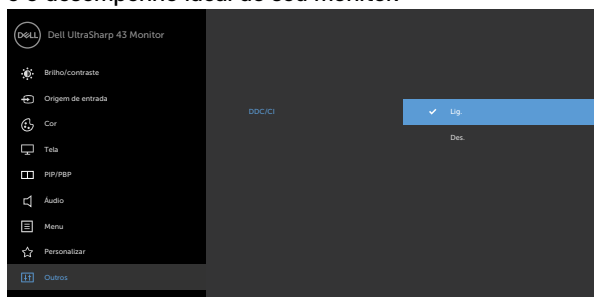 e o desempenho ideal do seu monitor.
DELL Dell UltraSharp 43 Monitor
Brilho/contraste
Origem de entrada
DDC/CI Lig.
Cor
Des.
Tela
PIP/PBP
Áudio
Menu
Personalizar
Outros